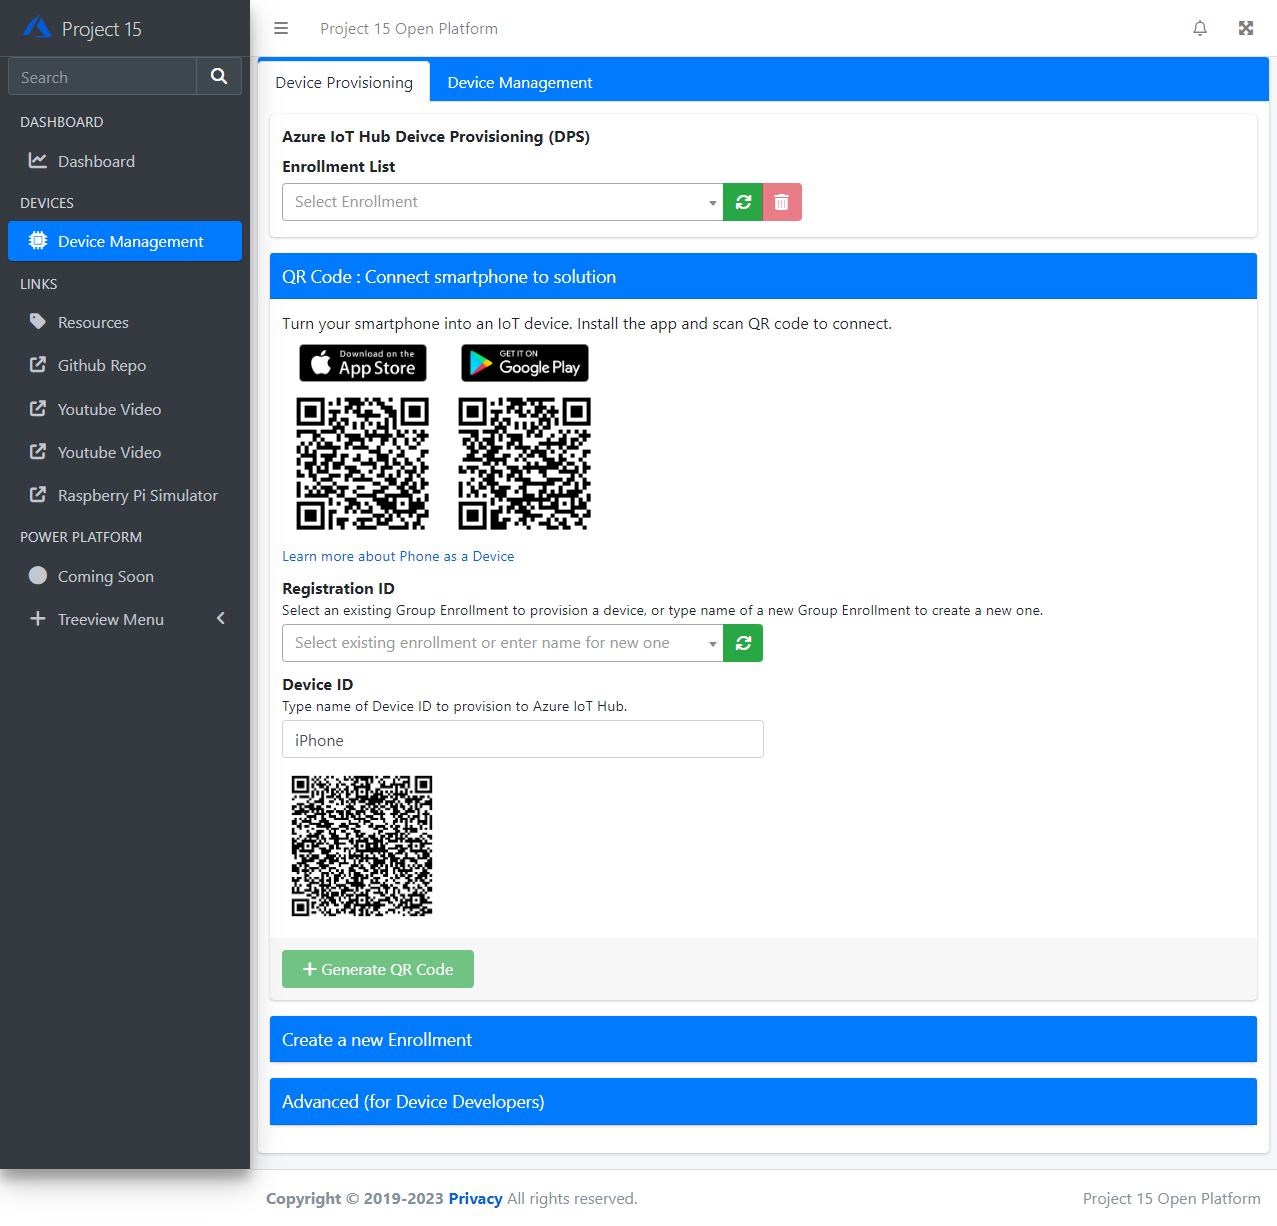 Project 15
Search
DASHBOARD
Dashboard
DEVICES
Device Management
LINKS
Resources
Github Repo
Youtube Video
Youtube Video
Raspberry Pi Simulator
POWER PLATFORM
Coming Soon
Treeview Menu
Project 15 Open Platform
Device Provisioning
Device Management
Azure IoT Hub Deivce Provisioning (DPS)
Enrollment List
Select Enrollment
QR Code : Connect smartphone to solution
Turn your smartphone into an IoT device. Install the app and scan QR code to connect.
Download on the
App Store
GET IT ON
Google Play
Learn more about Phone as a Device
Registration ID
Select an existing Group Enrollment to provision a device, or type name of a new Group Enrollment to create a new one.
Select existing enrollment or enter name for new one
Device ID
Type name of Device ID to provision to Azure IoT Hub.
iPhone
Generate QR Code
Create a new Enrollment
Advanced (for Device Developers)
Copyright © 2019-2023 Privacy All rights reserved.
Project 15 Open Platform